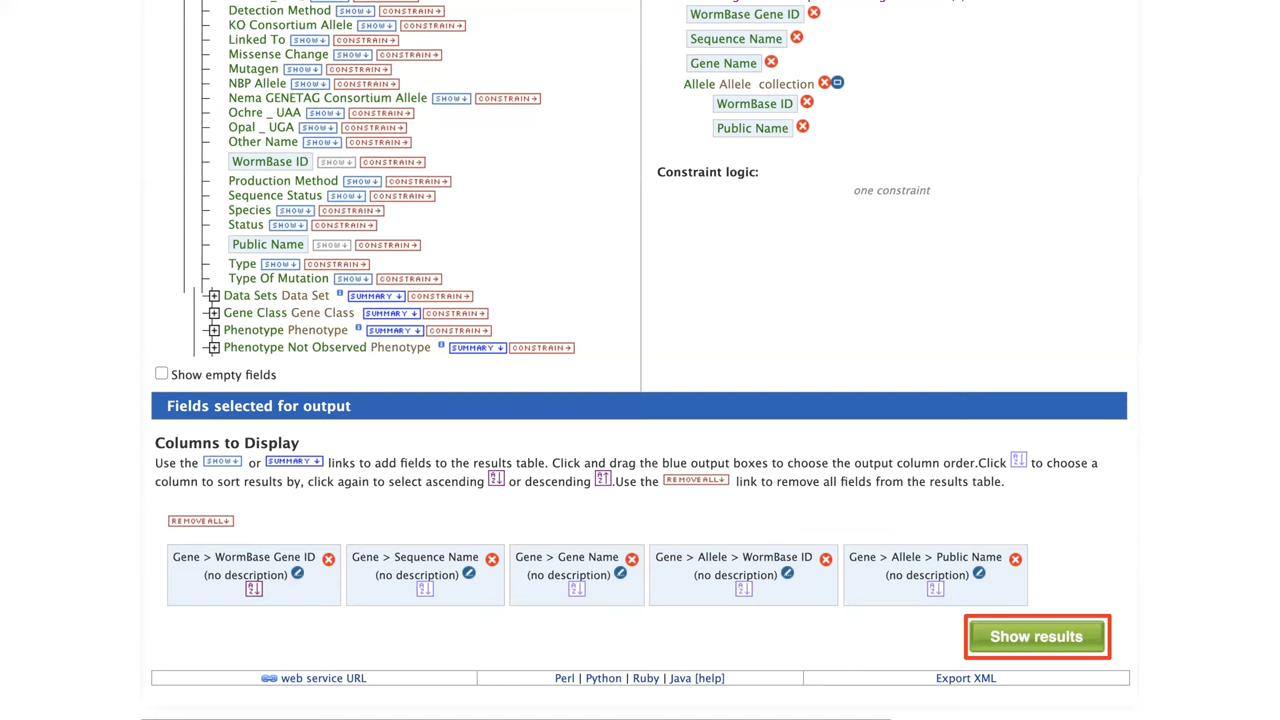 Detection Method SHOW↓ CONSTRAIN→
KO Consortium Allele SHOW↓ CONSTRAIN→
Linked To SHOW↓ CONSTRAIN→
Missense Change SHOW↓ CONSTRAIN→
Mutagen SHOW↓ CONSTRAIN→
NBP Allele SHOW↓ CONSTRAIN→
Nema GENETAG Consortium Allele SHOW↓ CONSTRAIN→
Ochre _ UAA SHOW↓ CONSTRAIN→
Opal _ UGA SHOW↓ CONSTRAIN→
Other Name SHOW↓ CONSTRAIN→
WormBase ID SHOW↓ CONSTRAIN→
Production Method SHOW↓ CONSTRAIN→
Sequence Status SHOW↓ CONSTRAIN→
Species SHOW↓ CONSTRAIN→
Status SHOW↓ CONSTRAIN→
Public Name SHOW↓ CONSTRAIN→
Type SHOW↓ CONSTRAIN→
Type Of Mutation SHOW↓ CONSTRAIN→
Data Sets Data Set SUMMARY↓ CONSTRAIN→
Gene Class Gene Class SUMMARY↓ CONSTRAIN→
Phenotype Phenotype SUMMARY↓ CONSTRAIN→
Phenotype Not Observed Phenotype SUMMARY↓ CONSTRAIN→
Show empty fields
WormBase Gene ID
Sequence Name
Gene Name
Allele Allele collection
WormBase ID
Public Name
Constraint logic:
one constraint
Fields selected for output
Columns to Display
Use the SHOW↓ or SUMMARY↓ links to add fields to the results table. Click and drag the blue output boxes to choose the output column order.Click to choose a
column to sort results by, click again to select ascending or descending .Use the REMOVE ALL↓ link to remove all fields from the results table.
REMOVE ALL↓
Gene > WormBase Gene ID Gene > Sequence Name Gene > Gene Name Gene > Allele > WormBase ID Gene > Allele > Public Name
(no description) (no description) (no description) (no description) (no description)
Show results
web service URL Perl | Python | Ruby | Java [help] Export XML